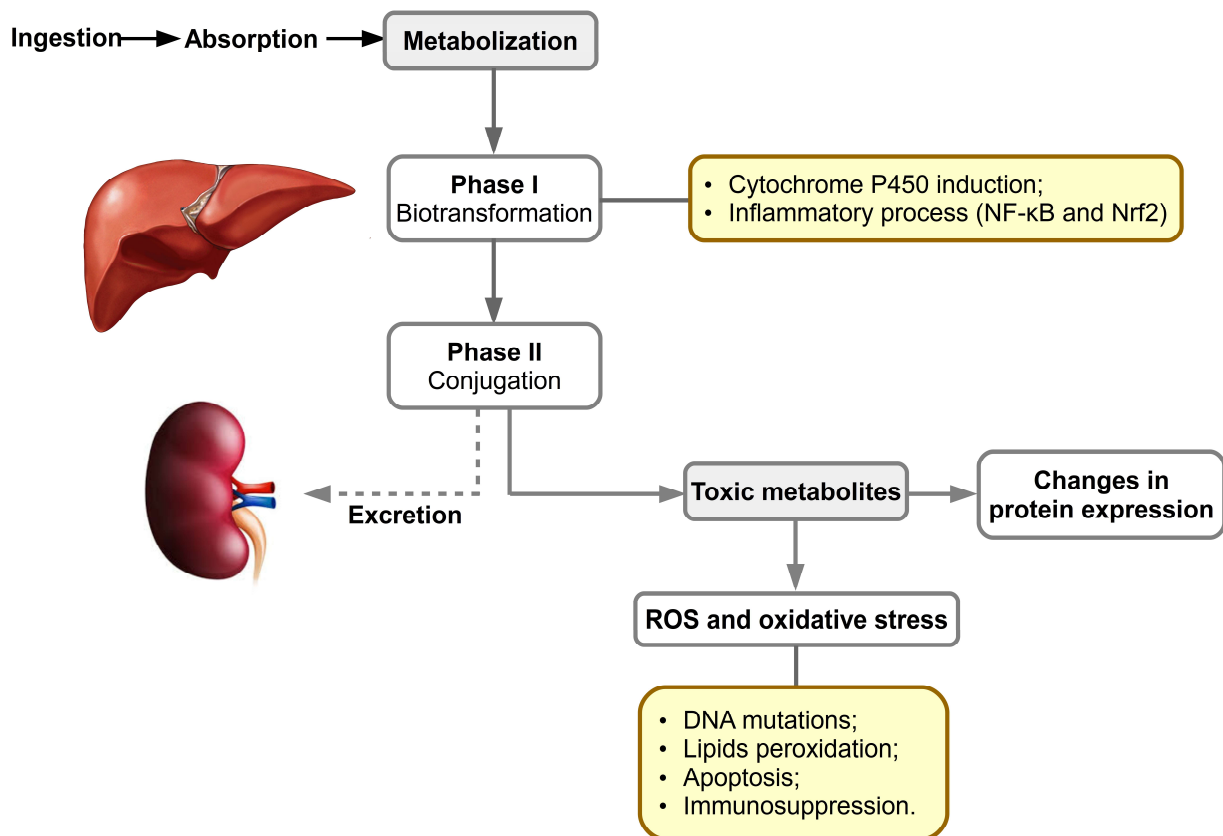 Ingestion
Absorption
Metabolization
Phase I
Biotransformation
• Cytochrome P450 induction;
• Inflammatory process (NF-κB and Nrf2)
Phase II
Conjugation
Excretion
Toxic metabolites
Changes in
protein expression
ROS and oxidative stress
• DNA mutations;
• Lipids peroxidation;
• Apoptosis;
• Immunosuppression.